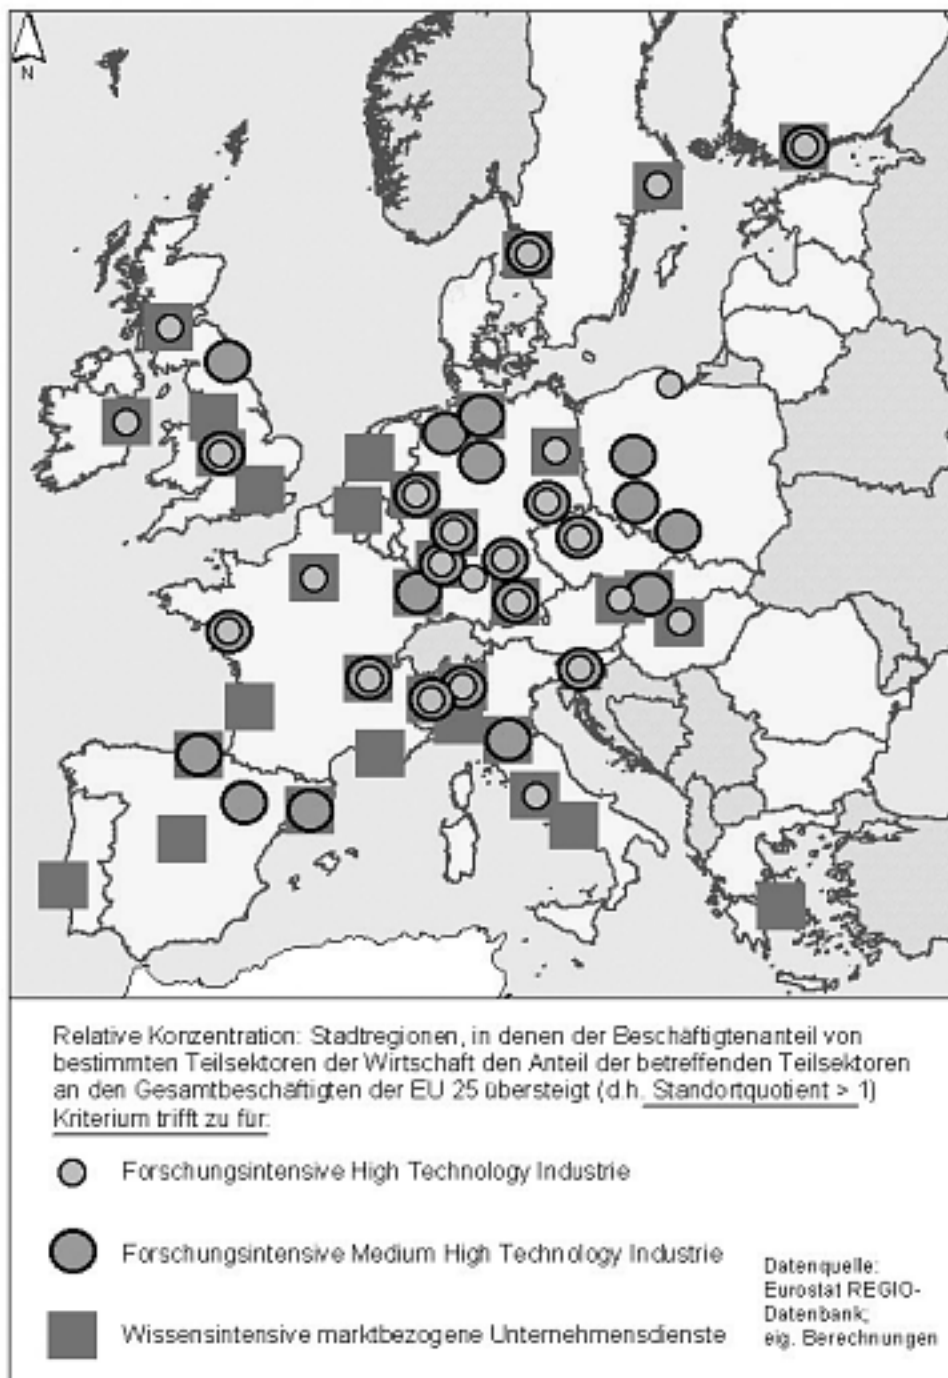 N
Relative Konzentration: Stadtregionen, in denen der Beschäftigtenanteil von
bestimmten Teilsektoren der Wirtschaft den Anteil der betreffenden Teilsektoren
an den Gesamtbeschäftigten der EU 25 übersteigt (d.h. Standortquotient > 1)
Kriterium trifft zu für:
Forschungsintensive High Technology Industrie
Forschungsintensive Medium High Technology Industrie
Wissensintensive marktbezogene Unternehmensdienste
Datenquelle:
Eurostat REGIO-
Datenbank;
eig. Berechnungen